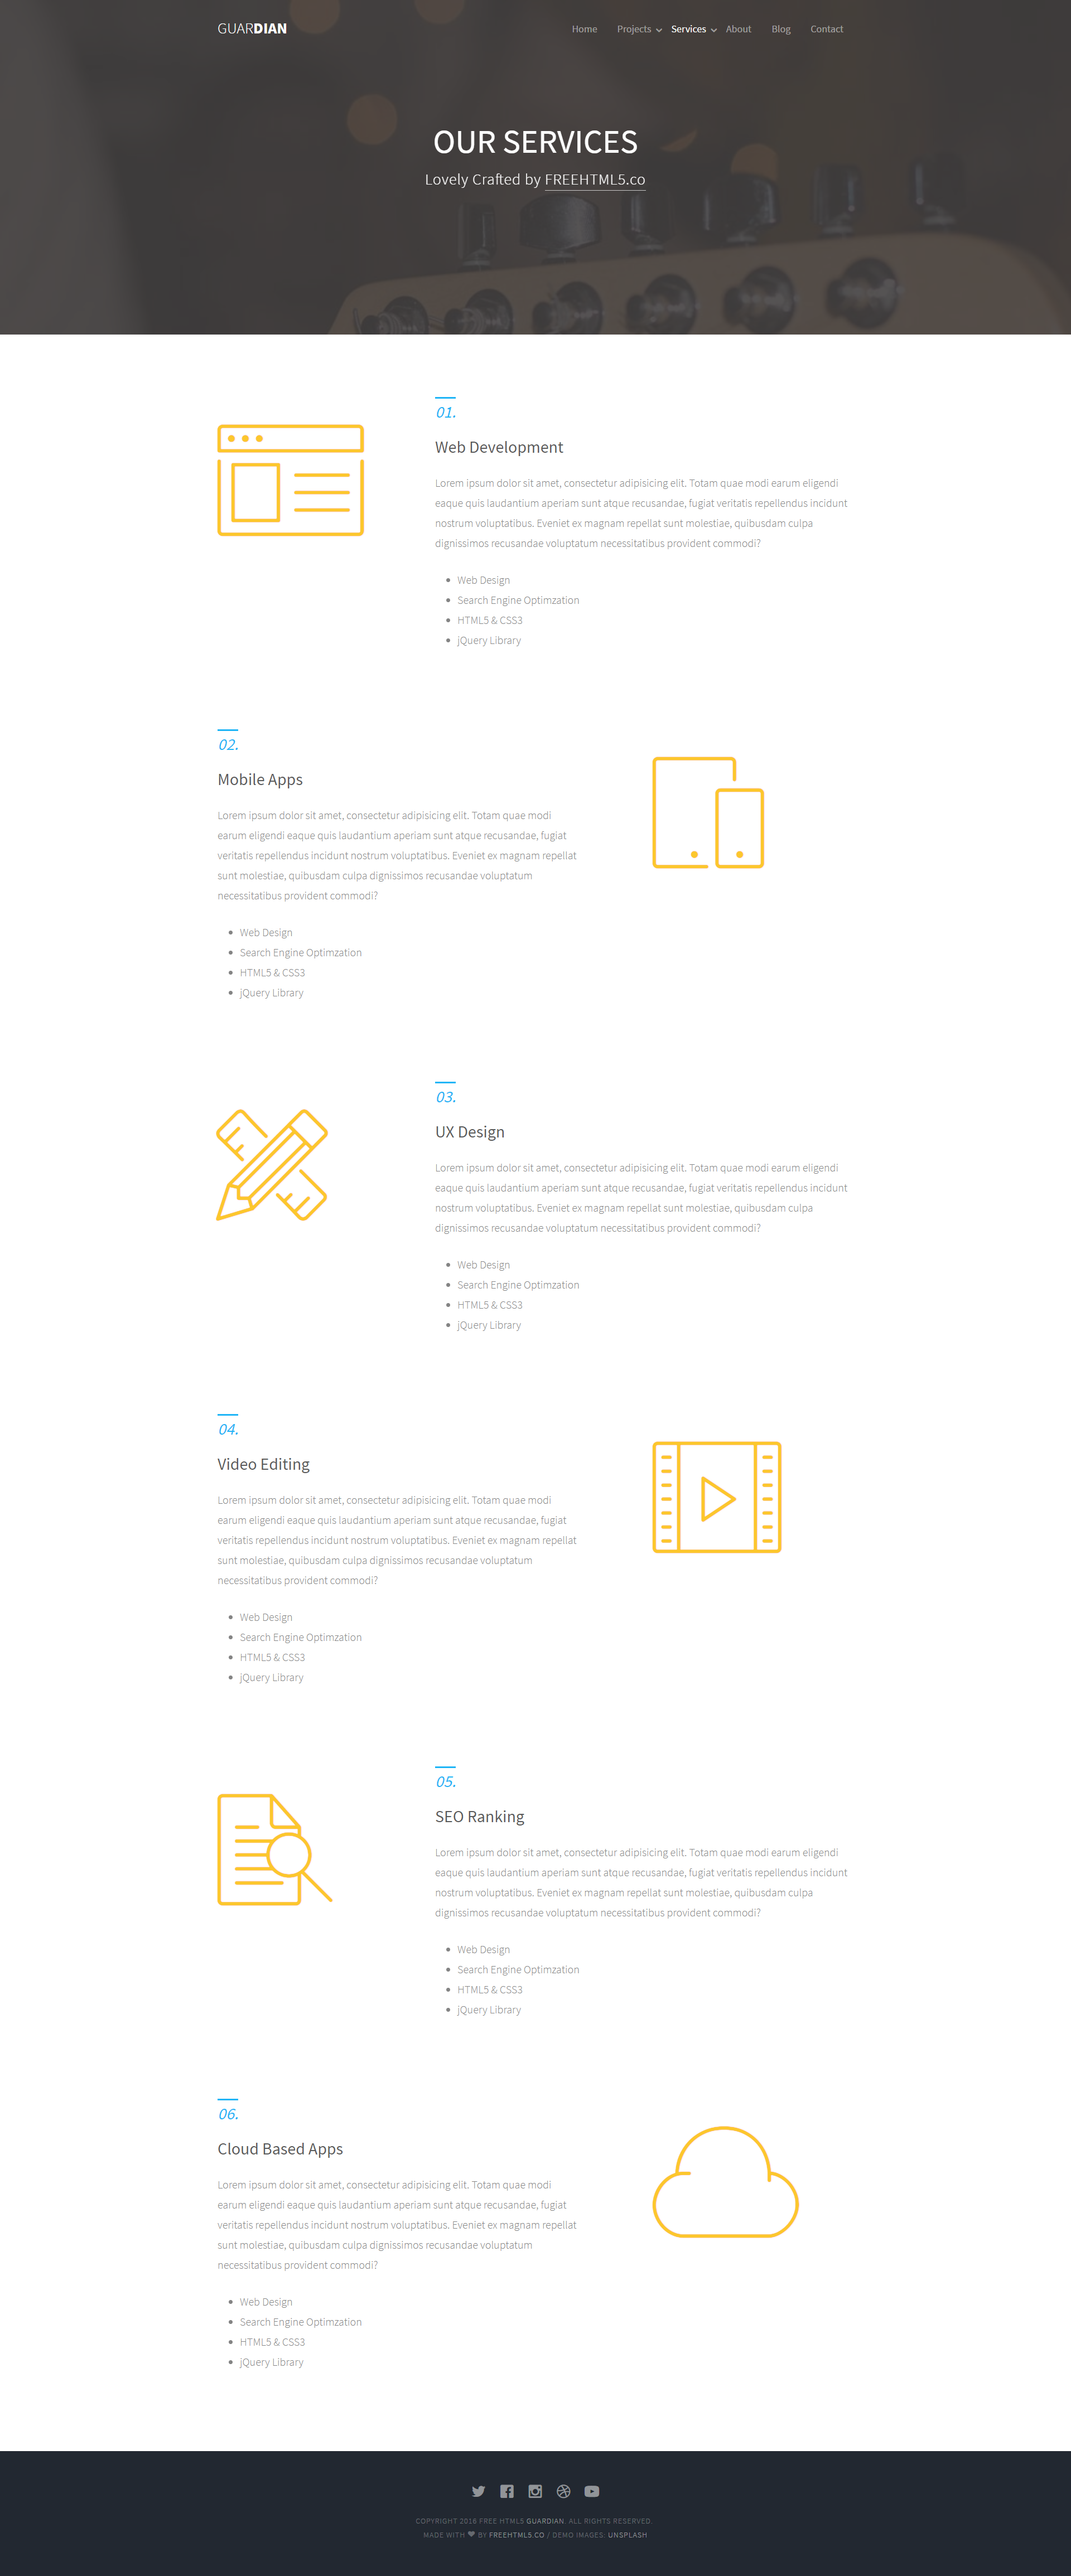 GUARDIAN
Home Projects Services About Blog Contact
OUR SERVICES
Lovely Crafted by FREEHTML5.co
01.
Web Development
Lorem ipsum dolor sit amet, consectetur adipisicing elit. Totam quae modi earum eligendi
eaque quis laudantium aperiam sunt atque recusandae, fugiat veritatis repellendus incidunt
nostrum voluptatibus. Eveniet ex magnam repellat sunt molestiae, quibusdam culpa
dignissimos recusandae voluptatum necessitatibus provident commodi?
Web Design
Search Engine Optimzation
HTML5 & CSS3
jQuery Library
02.
Mobile Apps
Lorem ipsum dolor sit amet, consectetur adipisicing elit. Totam quae modi
earum eligendi eaque quis laudantium aperiam sunt atque recusandae, fugiat
veritatis repellendus incidunt nostrum voluptatibus. Eveniet ex magnam repellat
sunt molestiae, quibusdam culpa dignissimos recusandae voluptatum
necessitatibus provident commodi?
Web Design
Search Engine Optimzation
HTML5 & CSS3
jQuery Library
03.
UX Design
Lorem ipsum dolor sit amet, consectetur adipisicing elit. Totam quae modi earum eligendi
eaque quis laudantium aperiam sunt atque recusandae, fugiat veritatis repellendus incidunt
nostrum voluptatibus. Eveniet ex magnam repellat sunt molestiae, quibusdam culpa
dignissimos recusandae voluptatum necessitatibus provident commodi?
Web Design
Search Engine Optimzation
HTML5 & CSS3
jQuery Library
04.
Video Editing
Lorem ipsum dolor sit amet, consectetur adipisicing elit. Totam quae modi
earum eligendi eaque quis laudantium aperiam sunt atque recusandae, fugiat
veritatis repellendus incidunt nostrum voluptatibus. Eveniet ex magnam repellat
sunt molestiae, quibusdam culpa dignissimos recusandae voluptatum
necessitatibus provident commodi?
Web Design
Search Engine Optimzation
HTML5 & CSS3
jQuery Library
05.
SEO Ranking
Lorem ipsum dolor sit amet, consectetur adipisicing elit. Totam quae modi earum eligendi
eaque quis laudantium aperiam sunt atque recusandae, fugiat veritatis repellendus incidunt
nostrum voluptatibus. Eveniet ex magnam repellat sunt molestiae, quibusdam culpa
dignissimos recusandae voluptatum necessitatibus provident commodi?
Web Design
Search Engine Optimzation
HTML5 & CSS3
jQuery Library
06.
Cloud Based Apps
Lorem ipsum dolor sit amet, consectetur adipisicing elit. Totam quae modi
earum eligendi eaque quis laudantium aperiam sunt atque recusandae, fugiat
veritatis repellendus incidunt nostrum voluptatibus. Eveniet ex magnam repellat
sunt molestiae, quibusdam culpa dignissimos recusandae voluptatum
necessitatibus provident commodi?
Web Design
Search Engine Optimzation
HTML5 & CSS3
jQuery Library
COPYRIGHT 2016 FREE HTML5 GUARDIAN. ALL RIGHTS RESERVED.
MADE WITH ❤ BY FREEHTML5.CO / DEMO IMAGES: UNSPLASH